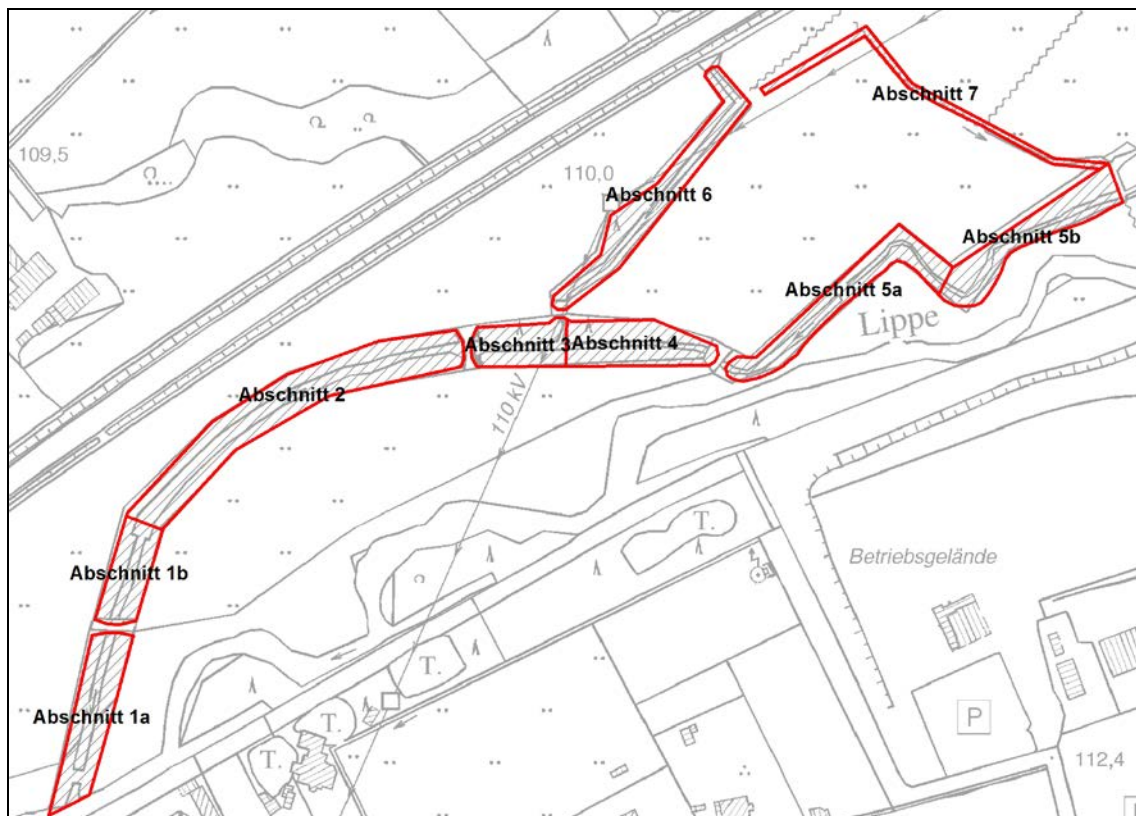 Abschnitt 7
109,5
110,0
Abschnitt 6
Abschnitt 5b
Abschnitt 5a
Lippe
Abschnitt 3
Abschnitt 4
Abschnitt 2
110 kV
T.
Betriebsgelände
Abschnitt 1b
T.
Abschnitt 1a
T.
P
T.
112,4